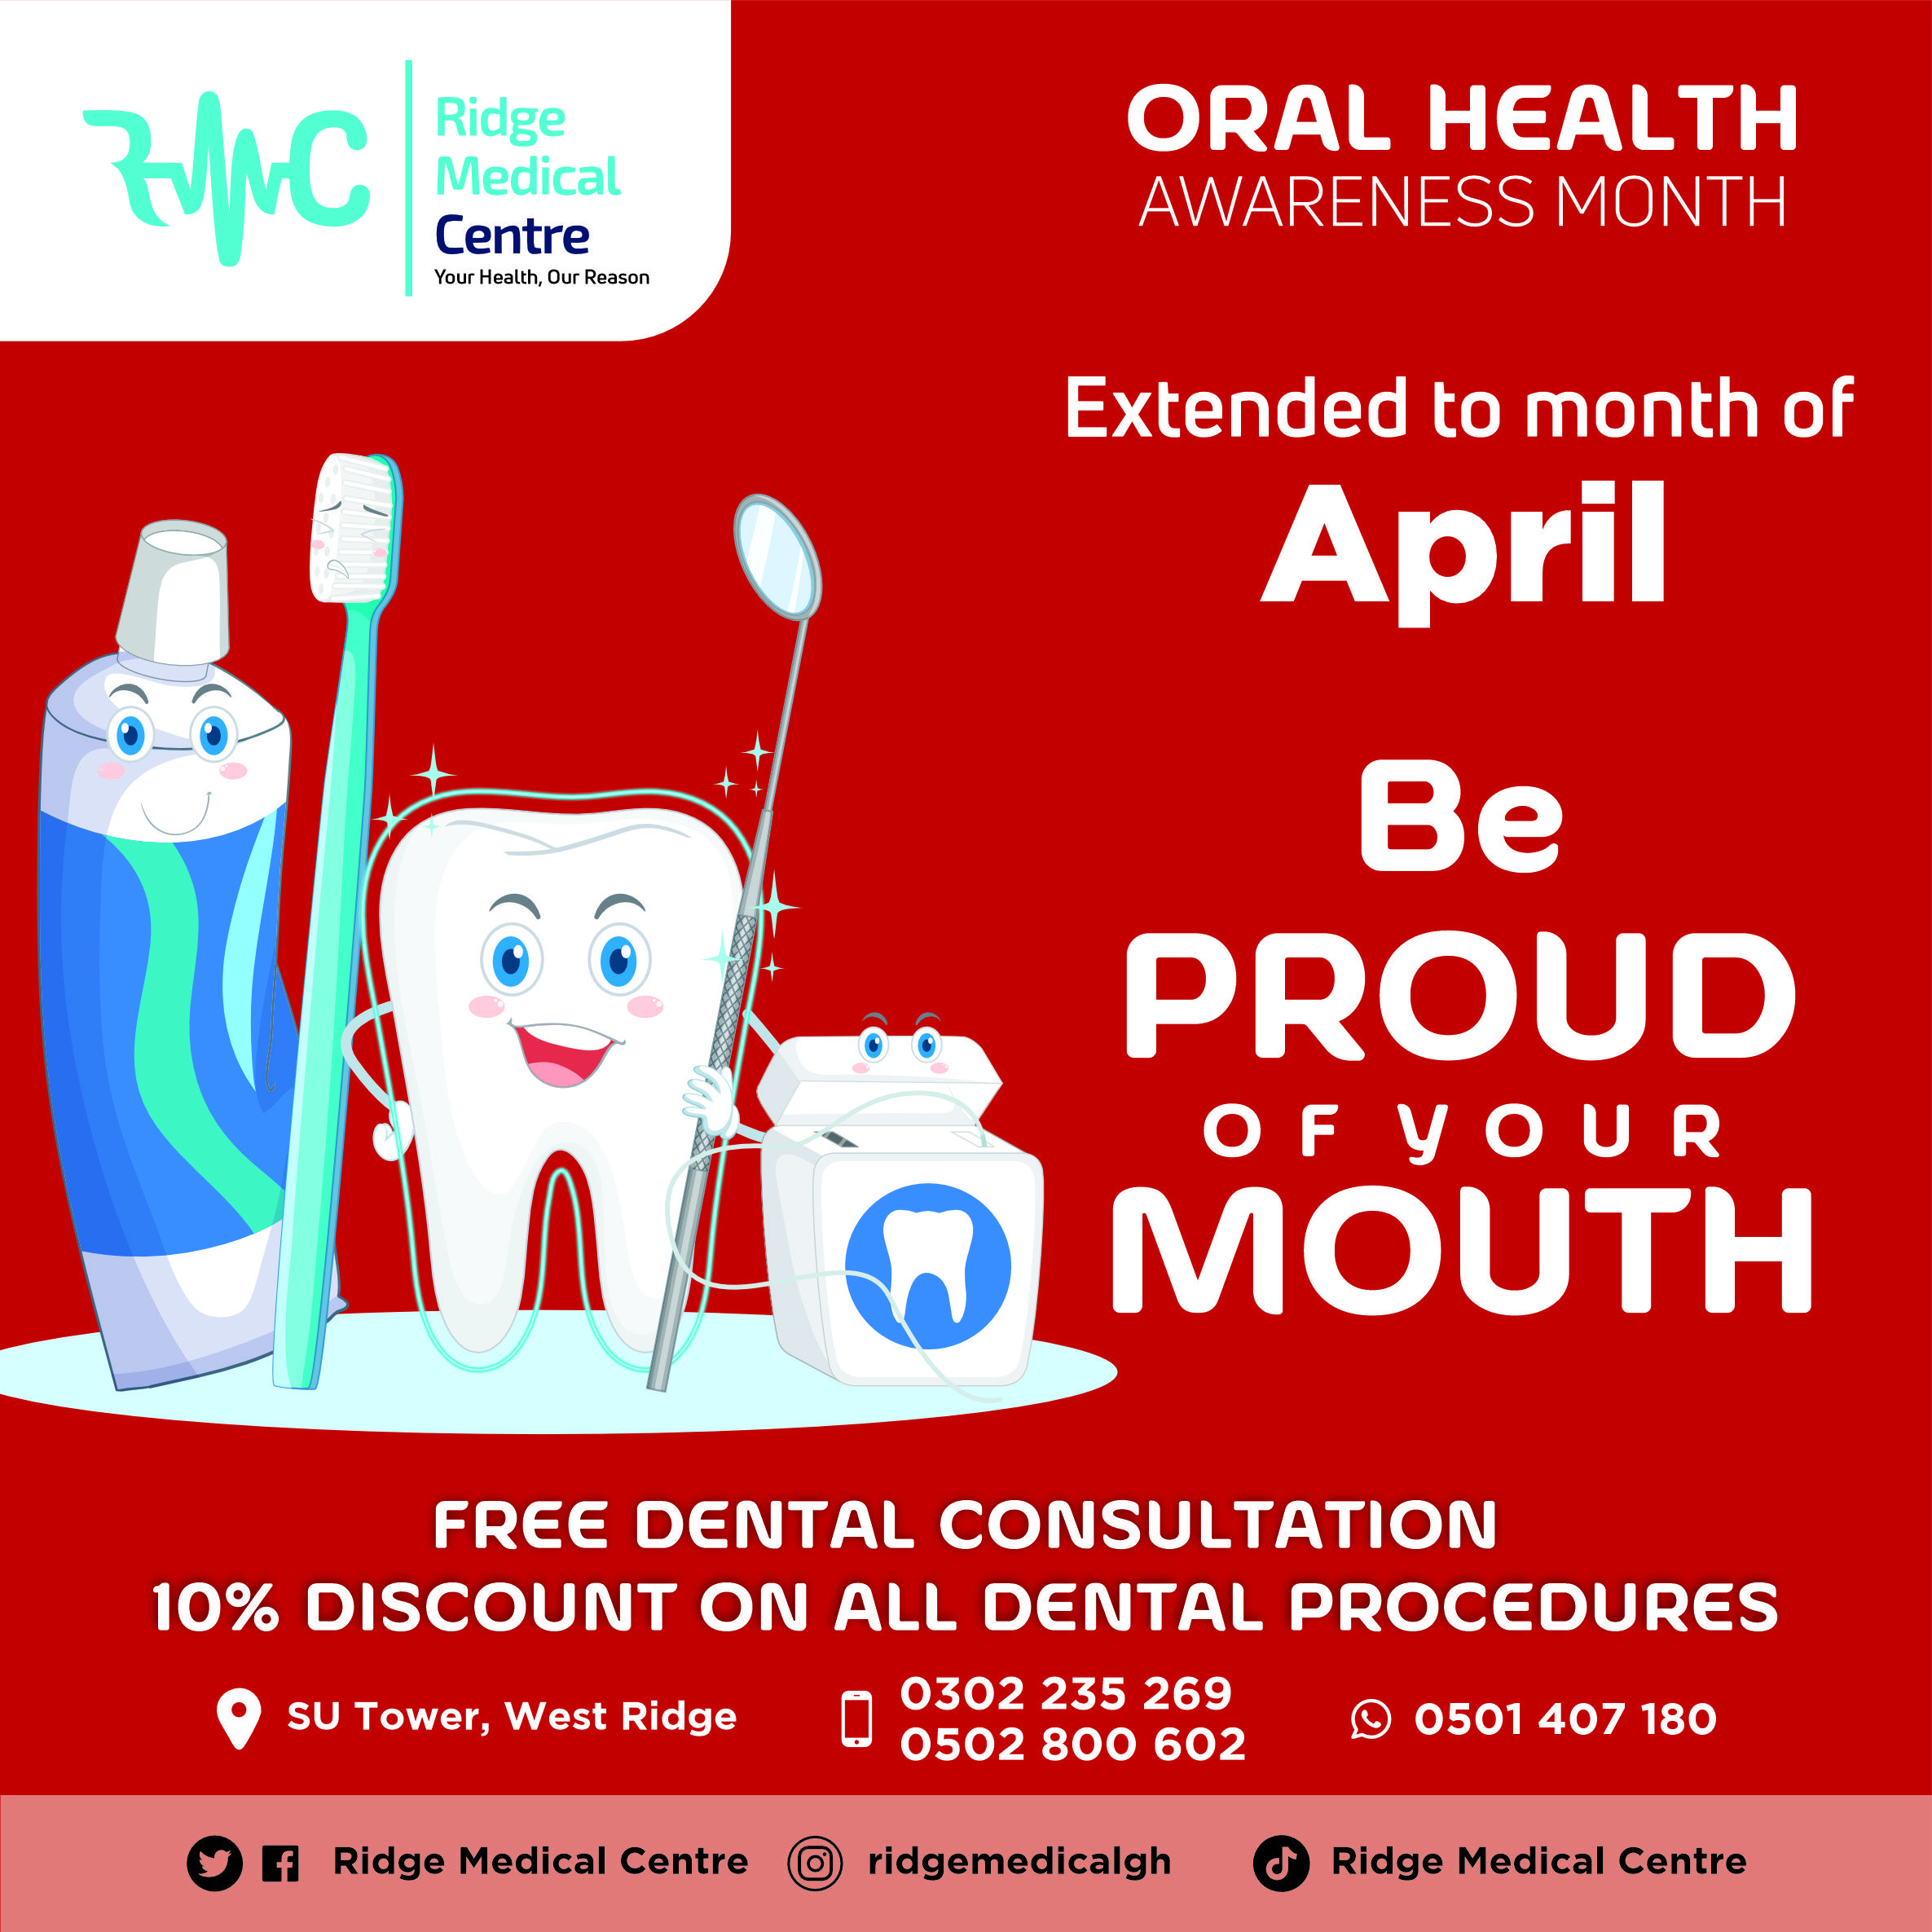 RMC
Ridge
Medical
Centre
Your Health, Our Reason
ORAL HEALTH
AWARENESS MONTH
Extended to month of
April
Be
PROUD
OF YOUR
MOUTH
FREE DENTAL CONSULTATION
10% DISCOUNT ON ALL DENTAL PROCEDURES
SU Tower, West Ridge
0302 235 269
0502 800 602
0501 407 180
Ridge Medical Centre
ridgemedicalgh
Ridge Medical Centre